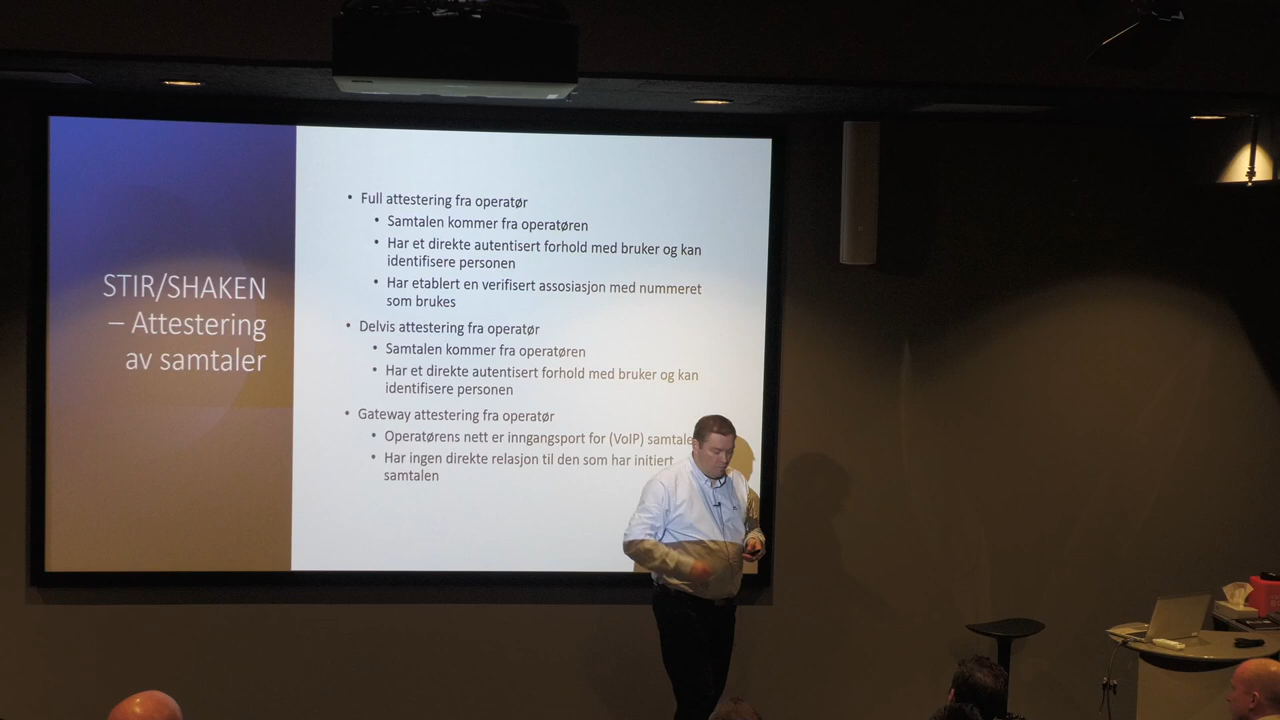 STIR/SHAKEN
– Attestering
av samtaler
• Full attestering fra operatør
• Samtalen kommer fra operatøren
• Har et direkte autentisert forhold med bruker og kan
identifisere personen
• Har etablert en verifisert assosiasjon med nummeret
som brukes
• Delvis attestering fra operatør
• Samtalen kommer fra operatøren
• Har et direkte autentisert forhold med bruker og kan
identifisere personen
• Gateway attestering fra operatør
• Operatørens nett er inngangsport for (VoIP)
• Har ingen direkte relasjon til den som har initiert
samtalen